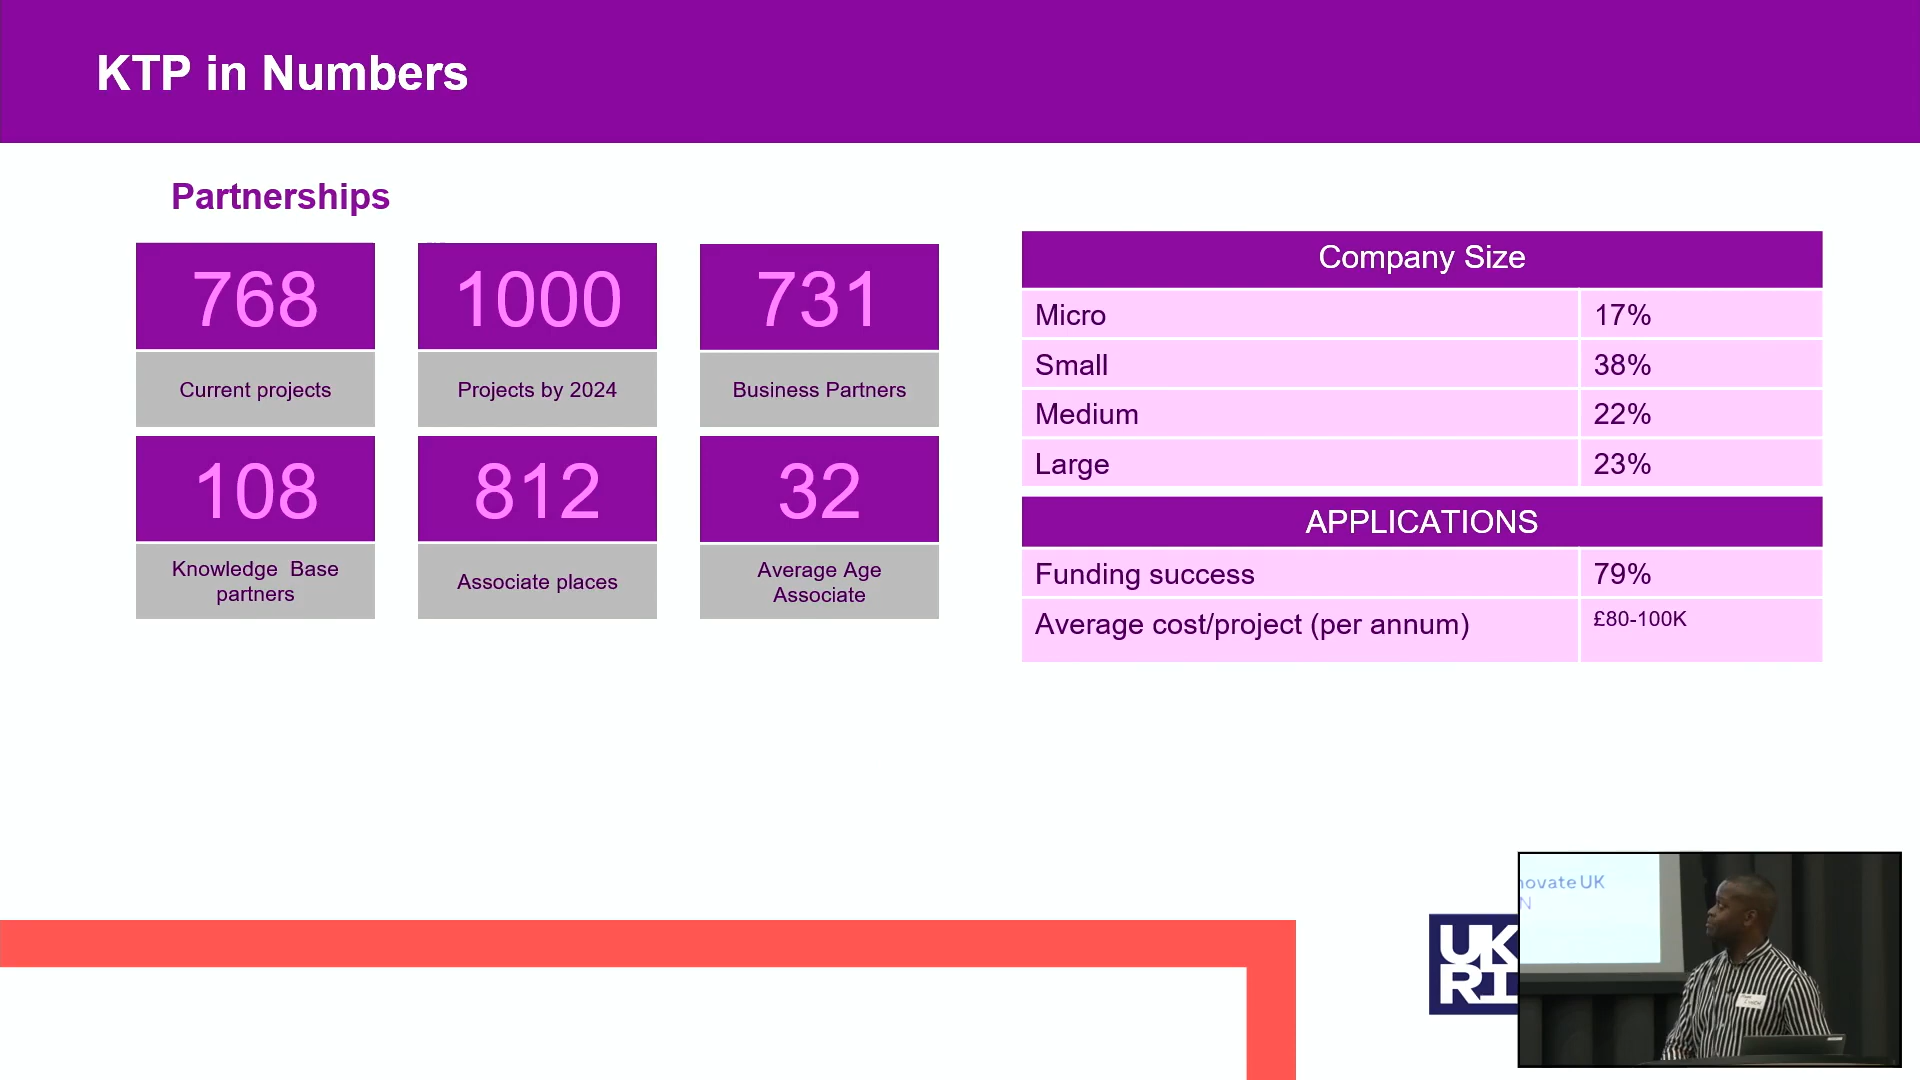 KTP in Numbers
Partnerships
768
Current projects
1000
Projects by 2024
731
Business Partners
108
Knowledge Base
partners
812
Associate places
32
Average Age
Associate
Company Size
Micro 17%
Small 38%
Medium 22%
Large 23%
APPLICATIONS
Funding success 79%
Average cost/project (per annum) £80-100K
UK
RI
novate UK
N